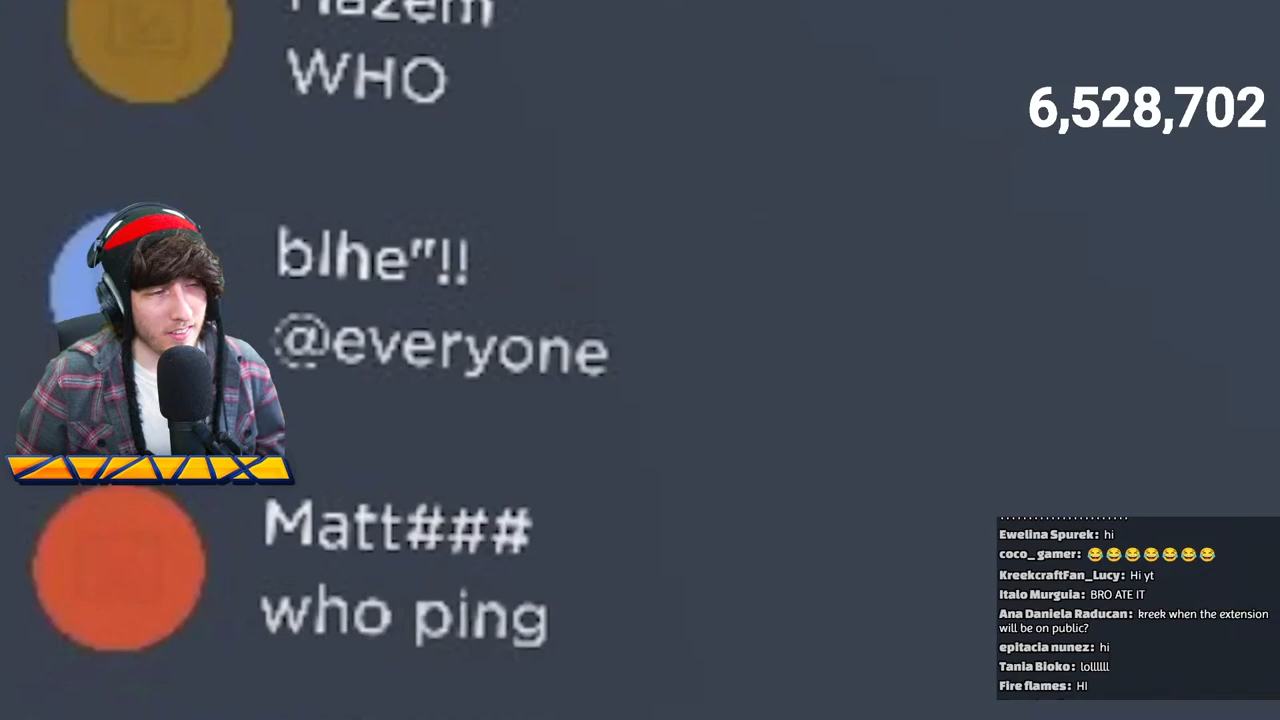 Hazem
WHO
6,528,702
blhe"!!
@everyone
Matt###
who ping
Ewelina Spurek: hi
coco_gamer: 😂😂😂😂😂😂😂
KreekcraftFan_Lucy: Hi yt
Italo Murguia: BRO ATE IT
Ana Daniela Raducan: kreek when the extension
will be on public?
epitacia nunez: hi
Tania Bioko: lollllll
Fire flames: HI